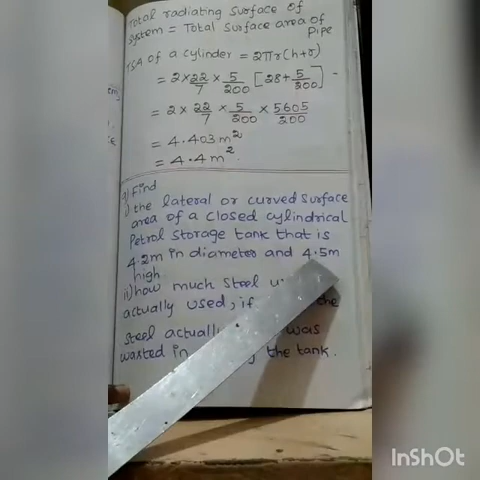 Total radiating surface of
system = Total surface area of
pipe
TSA of a cylinder = 2πr(h+r)
= 2×22/7 × 5/200 [28+5/200]
= 2 × 22/7 × 5/200 × 5605/200
= 4.403 m²
= 4.4 m².
9) Find
i) the lateral or curved surface
area of a closed cylindrical
Petrol storage tank that is
4.2m in diameter and 4.5m
high.
ii) how much steel
actually used, if the
steel actually was
wasted in the tank.
InShOt